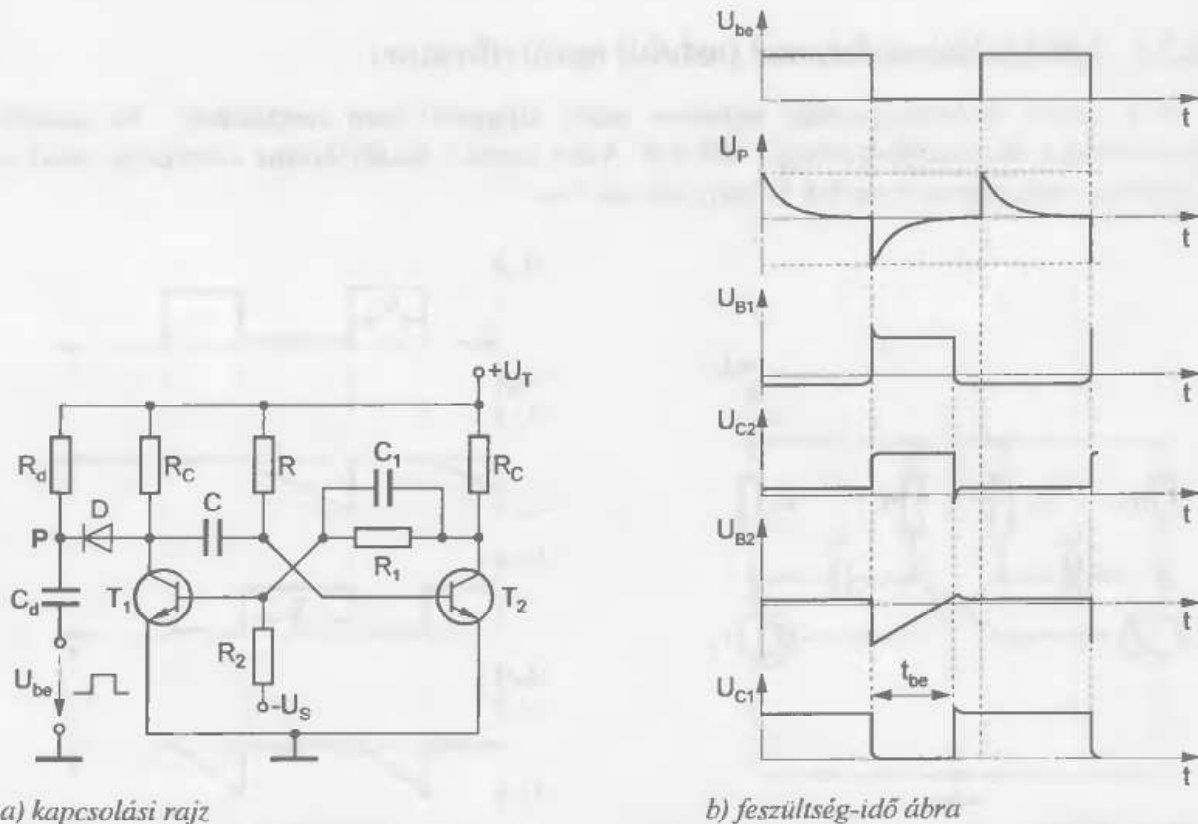 +U_T
R_d
R_C
R
C_1
R_C
P
D
C
R_1
C_d
T_1
T_2
R_2
U_be
-U_S
a) kapcsolási rajz
U_be
t
U_P
t
U_B1
t
U_C2
t
U_B2
t
t_be
U_C1
t
b) feszültség-idő ábra